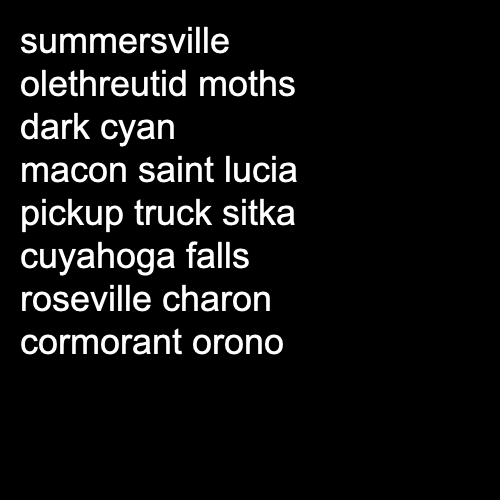 summersville
olethreutid moths
dark cyan
macon saint lucia
pickup truck sitka
cuyahoga falls
roseville charon
cormorant orono